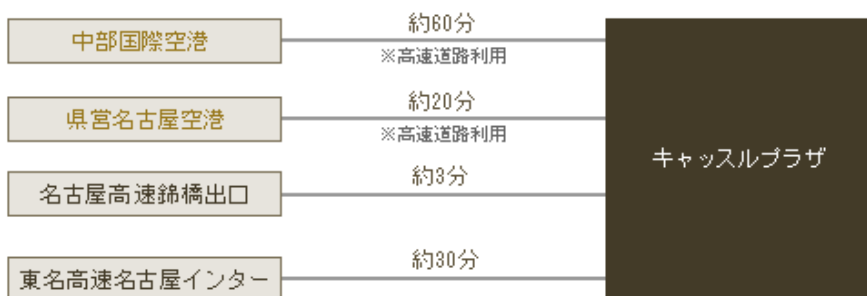 中部国際空港
約60分
※高速道路利用
県営名古屋空港
約20分
※高速道路利用
キャッスルプラザ
名古屋高速錦橋出口
約3分
東名高速名古屋インター
約30分